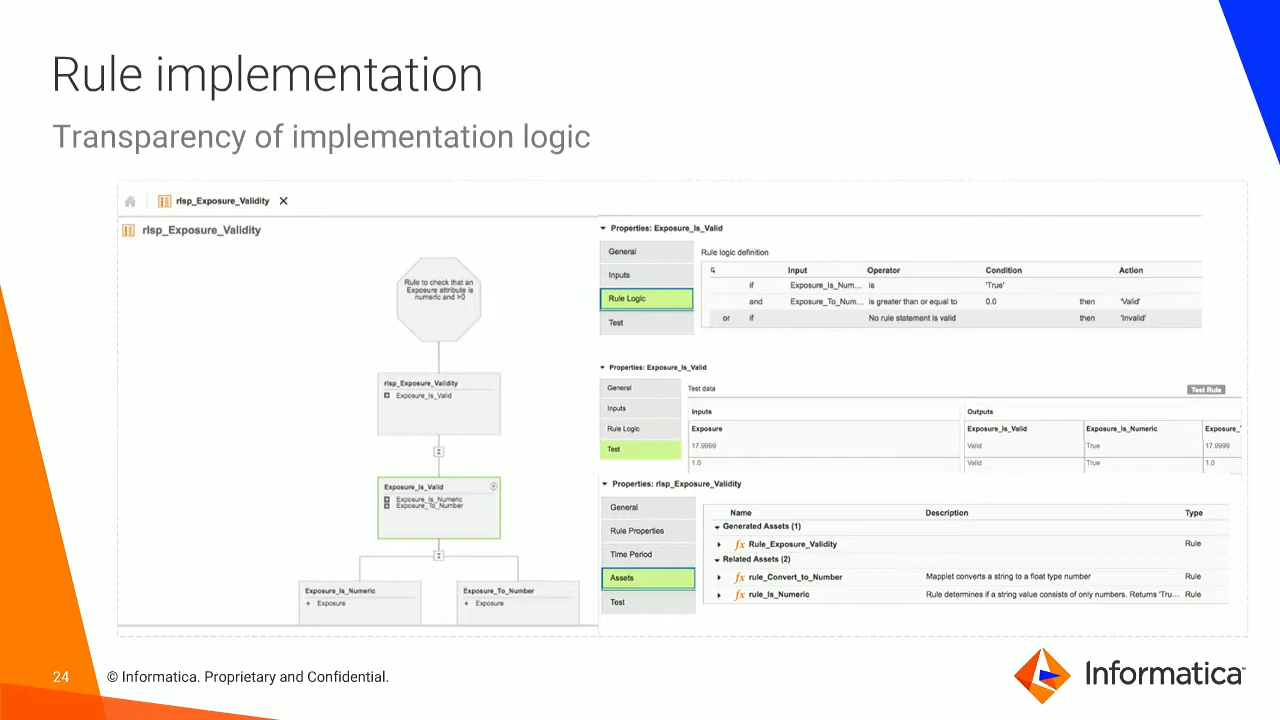 Rule implementation
Transparency of implementation logic
rlsp_Exposure_Validity
rlsp_Exposure_Validity
Rule to check that an
Exposure attribute is
numeric and >0
rlsp_Exposure_Validity
Exposure_Is_Valid
Exposure_Is_Valid
Exposure_Is_Numeric
Exposure_To_Number
Exposure_Is_Numeric
+ Exposure
Exposure_To_Number
+ Exposure
Properties: Exposure_Is_Valid
General
Inputs
Rule Logic
Test
Rule logic definition
Input Operator Condition Action
if Exposure_Is_Num... is 'True'
and Exposure_To_Num... is greater than or equal to 0.0 then 'Valid'
or if No rule statement is valid then 'Invalid'
Properties: Exposure_Is_Valid
General
Inputs
Rule Logic
Test
Test data
Test Rule
Inputs Outputs
Exposure Exposure_Is_Valid Exposure_Is_Numeric Exposure_T
17.9999 Valid True 17.9999
1.0 Valid True 1.0
Properties: rlsp_Exposure_Validity
General
Rule Properties
Time Period
Assets
Test
Name Description Type
Generated Assets (1)
fx Rule_Exposure_Validity Rule
Related Assets (2)
fx rule_Convert_to_Number Mapplet converts a string to a float type number Rule
fx rule_Is_Numeric Rule determines if a string value consists of only numbers. Returns 'Tru... Rule
24
© Informatica. Proprietary and Confidential.
Informatica™